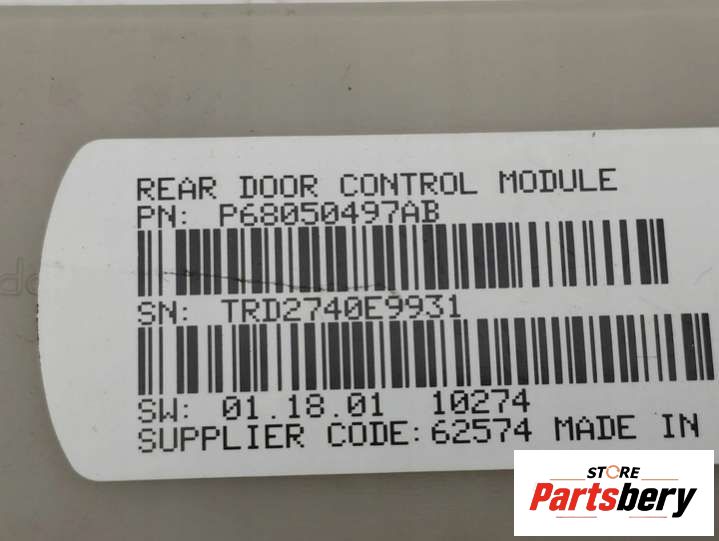 REAR DOOR CONTROL MODULE
PN: P68050497AB
SN: TRD2740E9931
SW: 01.18.01 10274
SUPPLIER CODE: 62574 MADE IN
STORE
Partsbery